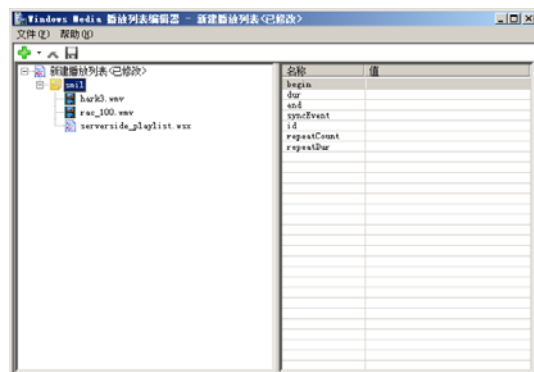 Windows Media 播放列表编辑器 - 新建播放列表<已修改>
文件(F) 帮助(H)
新建播放列表<已修改>
smil
hark3.wmv
rac_100.wmv
serverside_playlist.wsx
名称 值
begin
dur
end
syncEvent
id
repeatCount
repeatDur